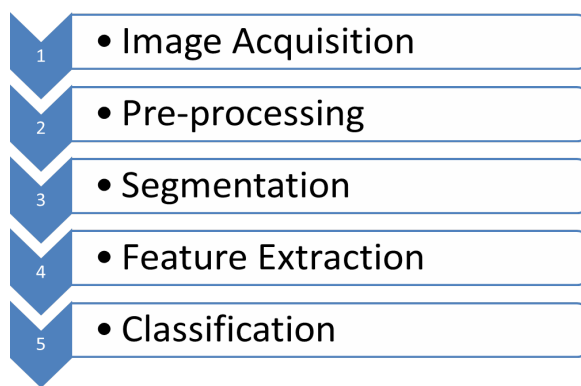 1 • Image Acquisition
2 • Pre-processing
3 • Segmentation
4 • Feature Extraction
5 • Classification